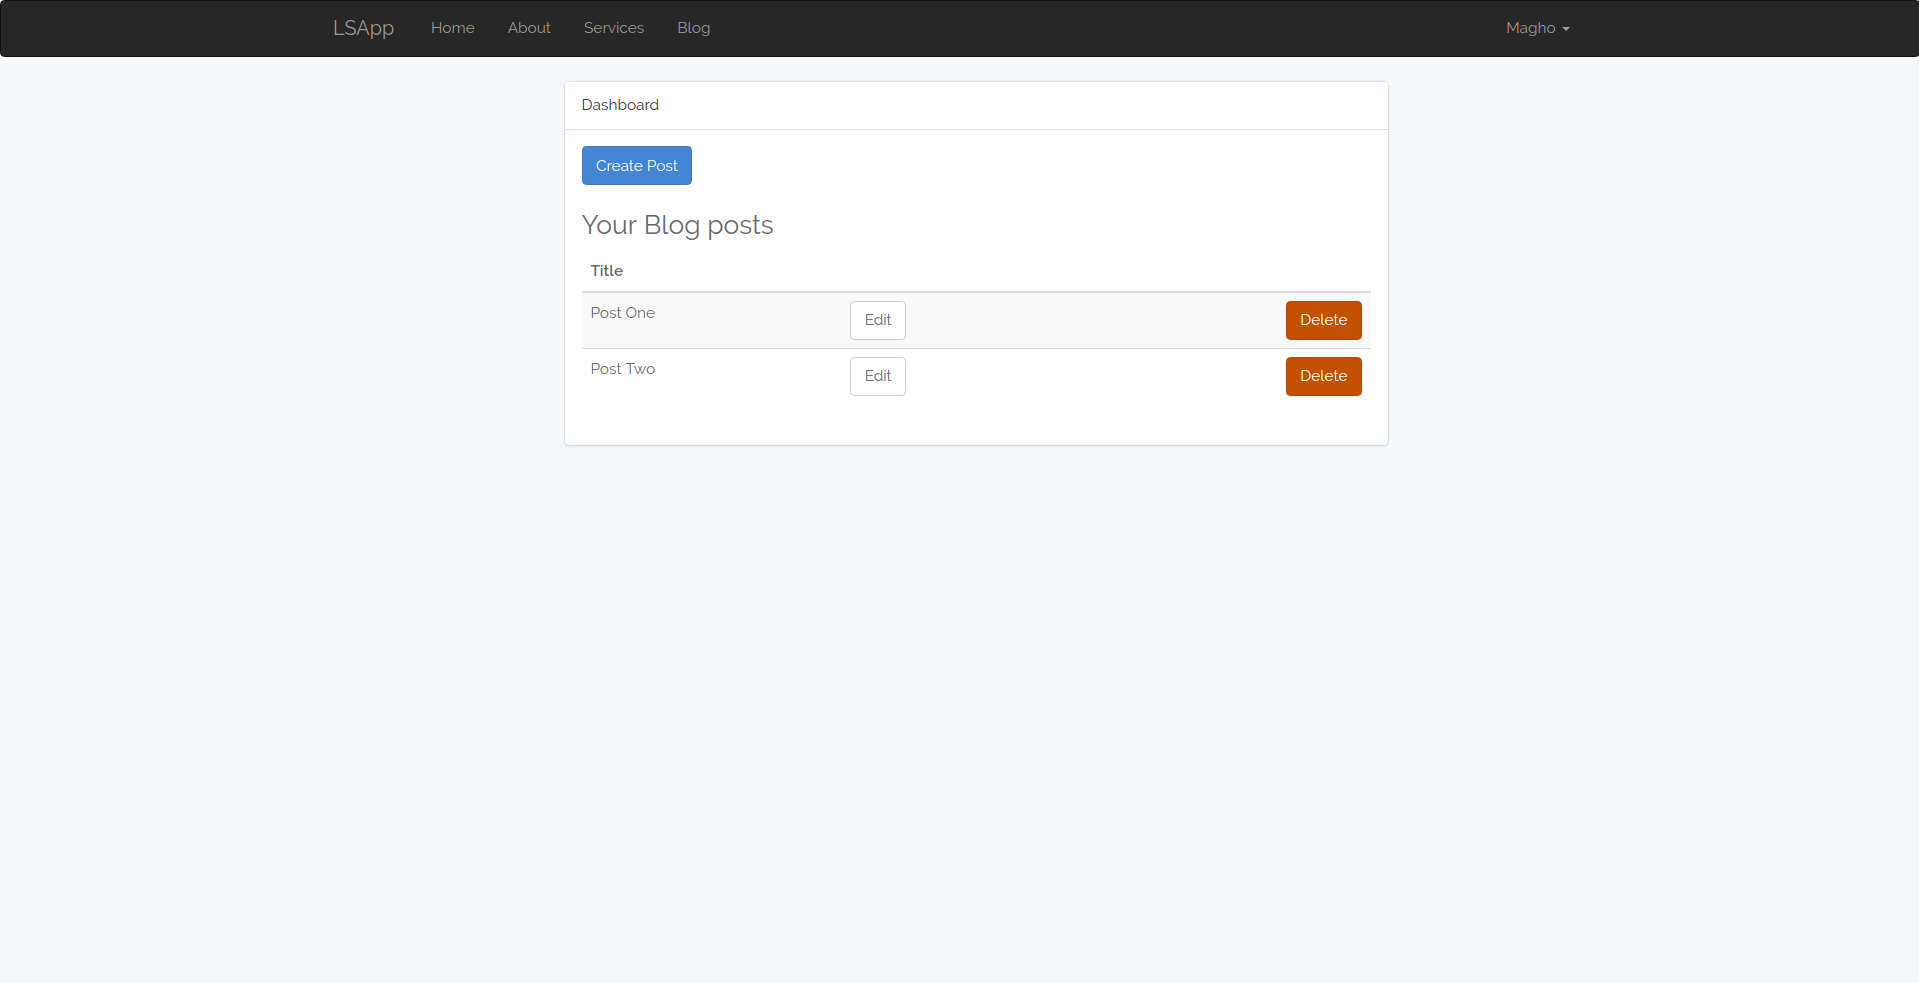 LSApp Home About Services Blog Magho
Dashboard
Create Post
Your Blog posts
Title
Post One Edit Delete
Post Two Edit Delete